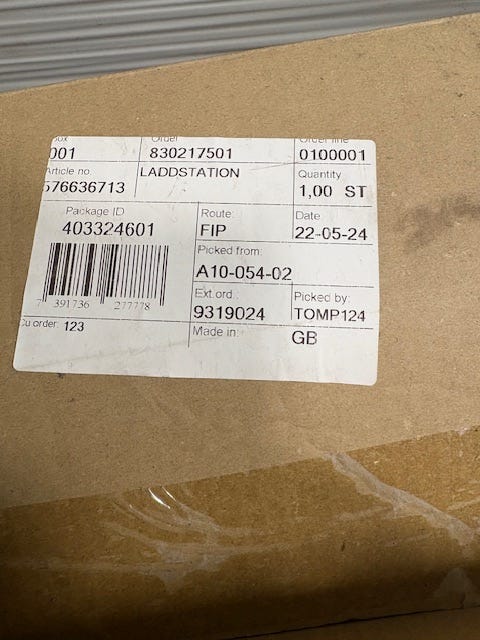 Box Order Order line
001 830217501 0100001
Article no. LADDSTATION Quantity
576636713 1,00 ST
Package ID Route: Date:
403324601 FIP 22-05-24
Picked from:
A10-054-02
7 391736 277778
Ext.ord.: Picked by:
9319024 TOMP124
Cu order: 123 Made in: GB